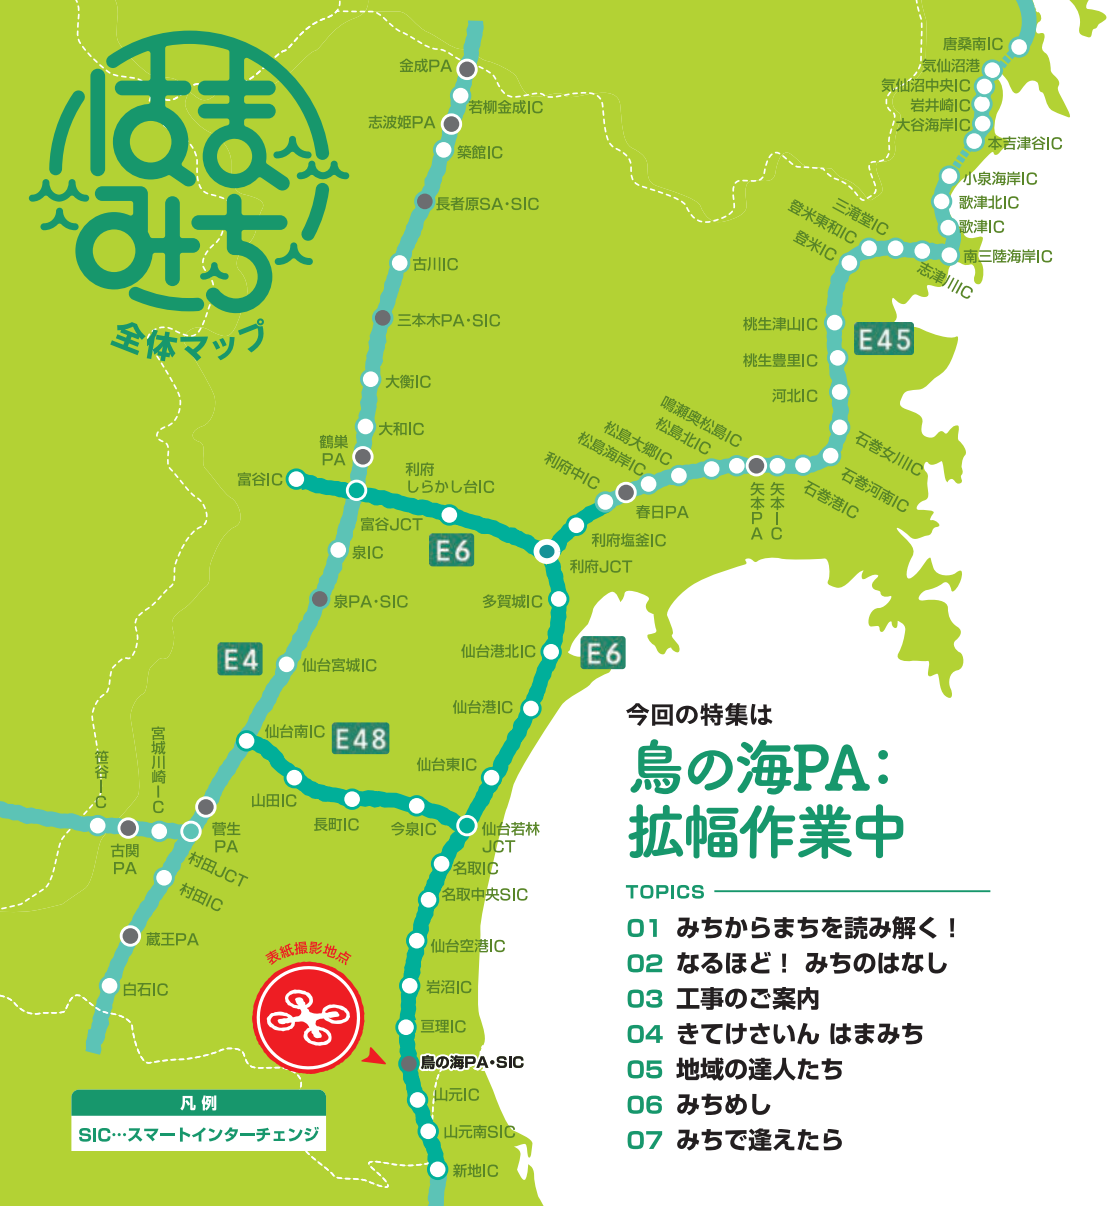 はま
みち
全体マップ
金成PA
若柳金成IC
志波姫PA
築館IC
長者原SA・SIC
古川IC
三本木PA・SIC
大衡IC
大和IC
鶴巣
PA
富谷IC
富谷JCT
利府
しらかし台IC
E6
泉IC
泉PA・SIC
E4
仙台宮城IC
仙台南IC
E48
山田IC
長町IC
今泉IC
笹谷IC
宮城川崎IC
古関
PA
菅生
PA
村田JCT
村田IC
蔵王PA
白石IC
唐桑南IC
気仙沼港
気仙沼中央IC
岩井崎IC
大谷海岸IC
本吉津谷IC
小泉海岸IC
歌津北IC
歌津IC
南三陸海岸IC
志津川IC
三滝堂IC
登米東和IC
登米IC
桃生津山IC
E45
桃生豊里IC
河北IC
石巻女川IC
石巻河南IC
石巻港IC
矢本IC
矢本PA
鳴瀬奥松島IC
松島北IC
松島大郷IC
松島海岸IC
春日PA
利府中IC
利府塩釜IC
利府JCT
多賀城IC
仙台港北IC
E6
仙台港IC
仙台東IC
仙台若林
JCT
名取IC
名取中央SIC
仙台空港IC
岩沼IC
亘理IC
鳥の海PA・SIC
山元IC
山元南SIC
新地IC
表紙撮影地点
凡 例
SIC…スマートインターチェンジ
今回の特集は
鳥の海PA：
拡幅作業中
TOPICS
01 みちからまちを読み解く！
02 なるほど！ みちのはなし
03 工事のご案内
04 きてけさいん はまみち
05 地域の達人たち
06 みちめし
07 みちで逢えたら